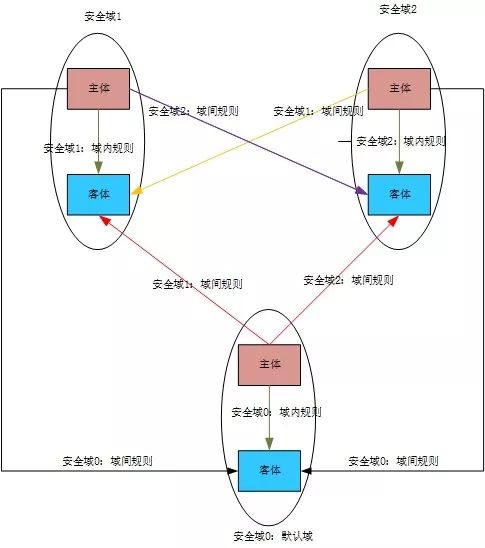 安全域1
安全域2
主体
主体
安全域2：域间规则
安全域1：域间规则
安全域1：域内规则
安全域2：域内规则
客体
客体
安全域1：域间规则
安全域2：域间规则
主体
安全域0：域内规则
安全域0：域间规则
客体
安全域0：域间规则
安全域0：默认域